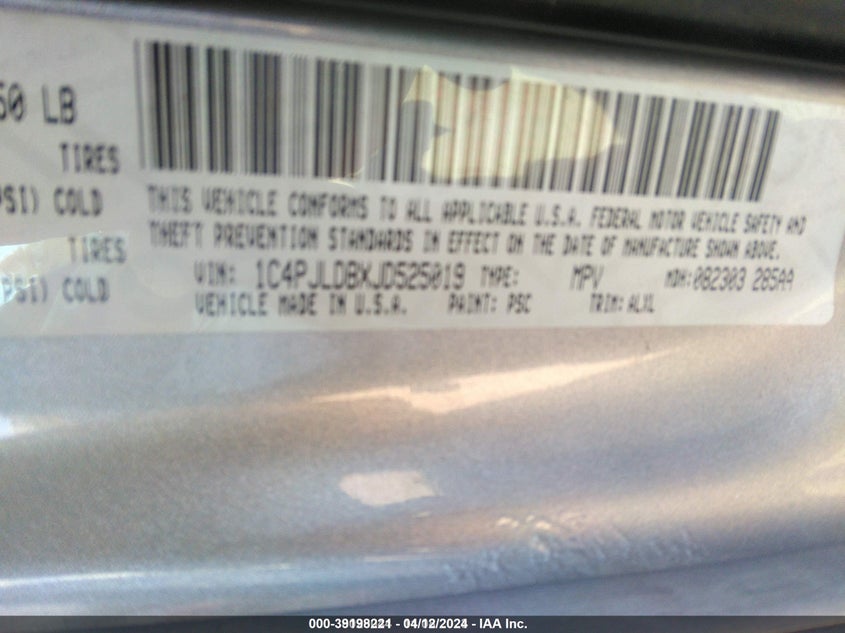 50 LB
TIRES
PSI) COLD
TIRES
PSI) COLD
THIS VEHICLE CONFORMS TO ALL APPLICABLE U.S.A. FEDERAL MOTOR VEHICLE SAFETY AND
THEFT PREVENTION STANDARDS IN EFFECT ON THE DATE OF MANUFACTURE SHOWN ABOVE.
VIN: 1C4PJLDBXJD525019 TYPE: MPV MDH: 082303 285AA
VEHICLE MADE IN U.S.A. PAINT: PSC TRIM: ALXL
000-39198221 - 04/12/2024 - IAA Inc.